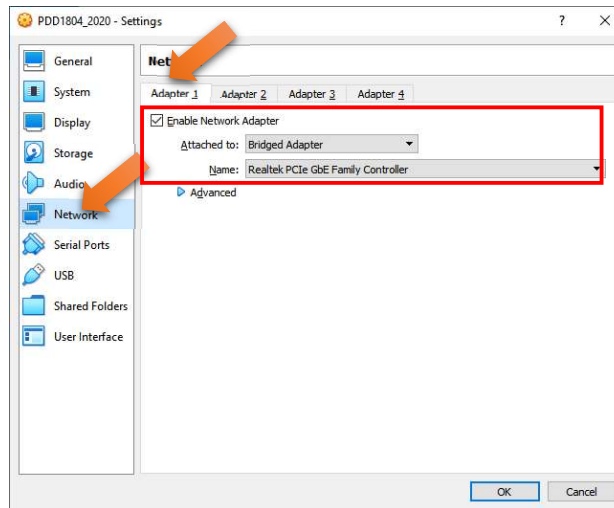 PDD1804_2020 - Settings
? X
General
System
Display
Storage
Audio
Network
Serial Ports
USB
Shared Folders
User Interface
Adapter 1 Adapter 2 Adapter 3 Adapter 4
Enable Network Adapter
Attached to: Bridged Adapter
Name: Realtek PCIe GbE Family Controller
Advanced
OK Cancel